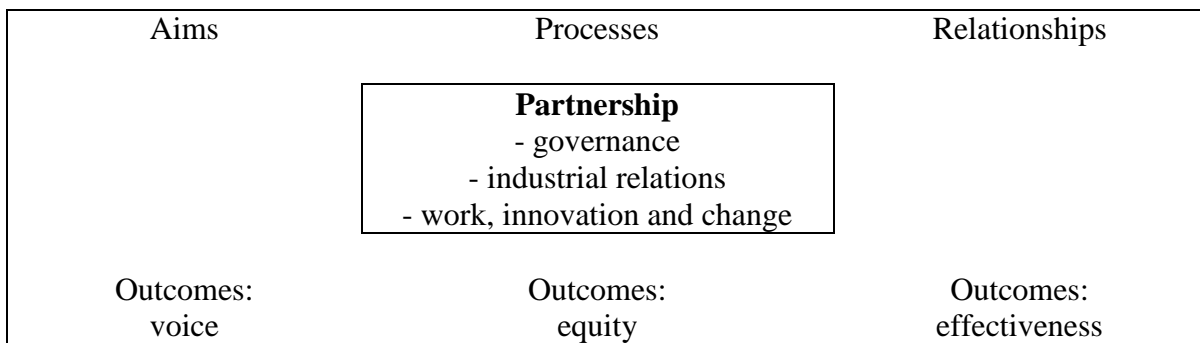 Aims Processes Relationships
Partnership
- governance
- industrial relations
- work, innovation and change
Outcomes: Outcomes: Outcomes:
voice equity effectiveness